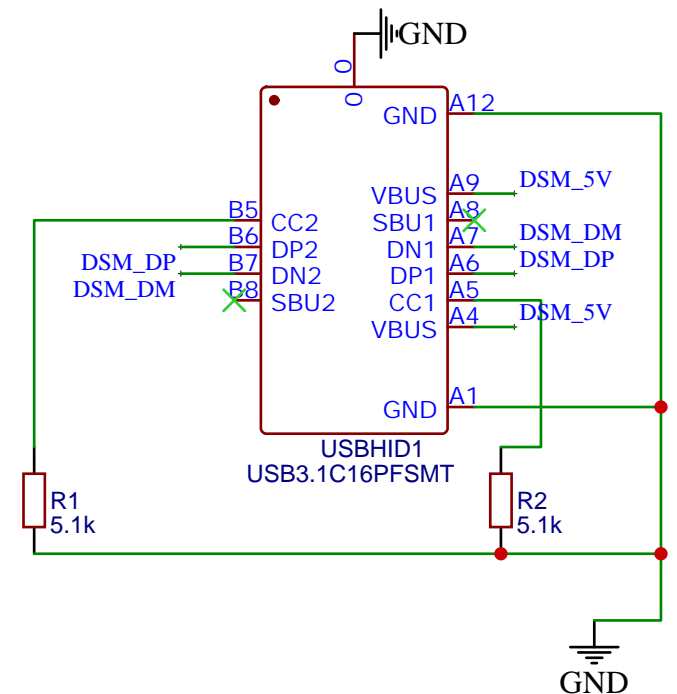 GND
0
0
GND
A12
VBUS
A9
DSM_5V
SBU1
A8
DN1
A7
DSM_DM
DP1
A6
DSM_DP
CC1
A5
VBUS
A4
DSM_5V
GND
A1
B5
CC2
B6
DP2
DSM_DP
B7
DN2
DSM_DM
B8
SBU2
USBHID1
USB3.1C16PFSMT
R1
5.1k
R2
5.1k
GND